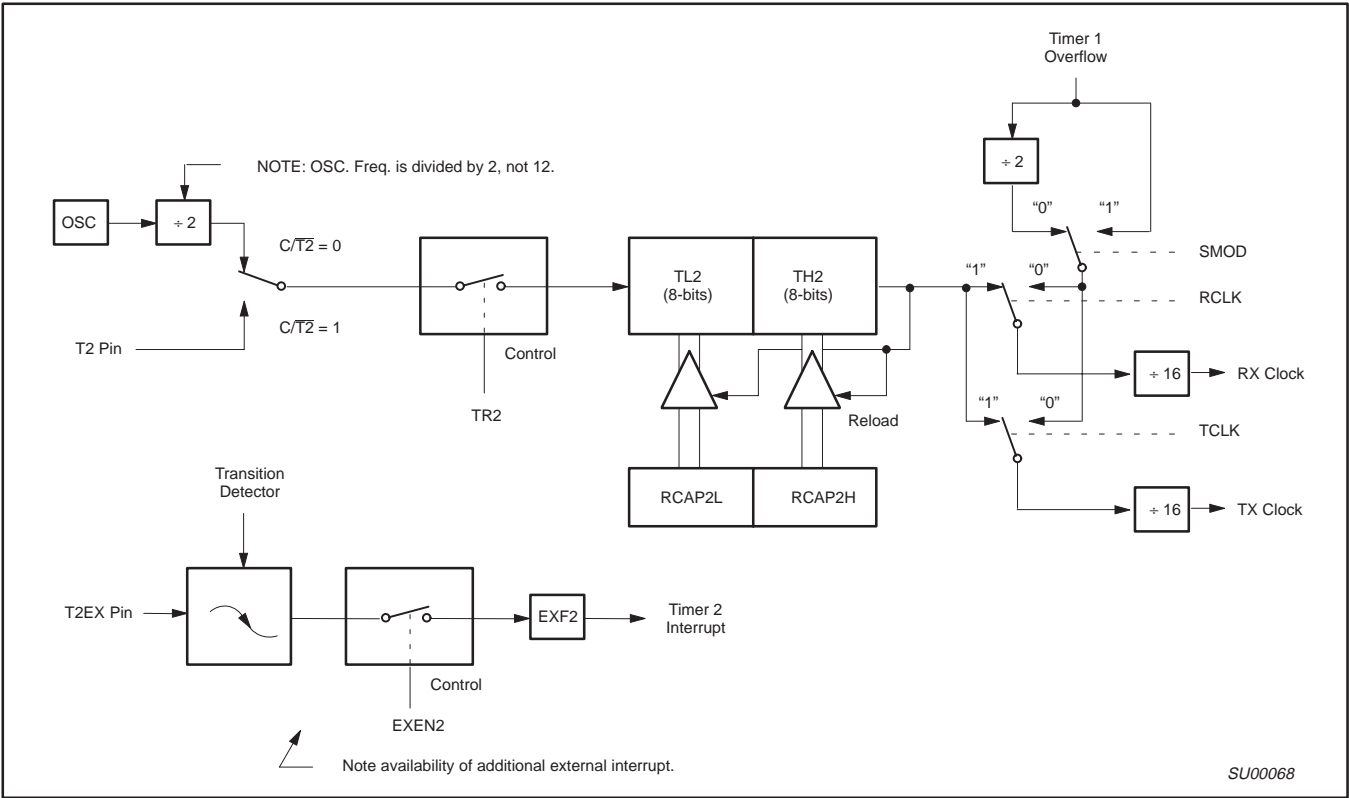 Timer 1
Overflow
NOTE: OSC. Freq. is divided by 2, not 12.
÷ 2
OSC
÷ 2
"0"
"1"
C/T2 = 0
SMOD
TL2
(8-bits)
TH2
(8-bits)
"1"
"0"
RCLK
C/T2 = 1
T2 Pin
Control
÷ 16
RX Clock
TR2
Reload
"1"
"0"
TCLK
Transition
Detector
RCAP2L
RCAP2H
÷ 16
TX Clock
T2EX Pin
EXF2
Timer 2
Interrupt
Control
EXEN2
Note availability of additional external interrupt.
SU00068